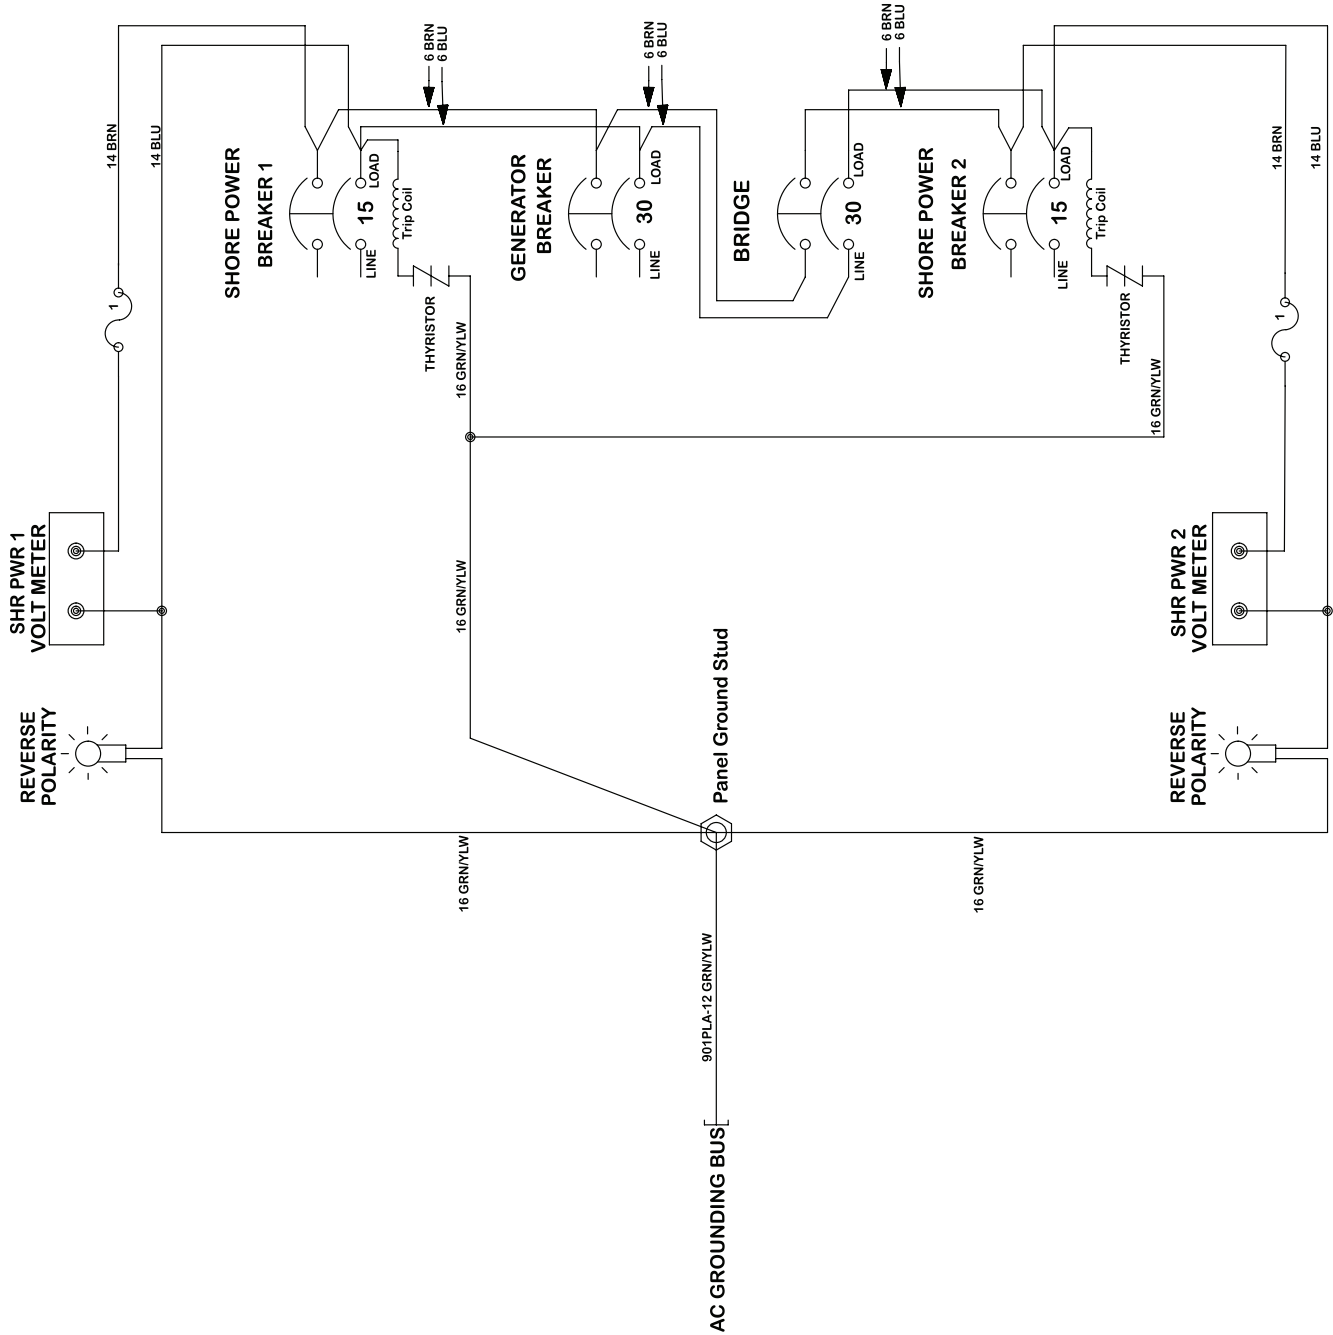 6 BRN
6 BLU
6 BRN
6 BLU
6 BRN
6 BLU
14 BRN
14 BLU
14 BRN
14 BLU
SHORE POWER
BREAKER 1
LOAD
15
LINE
Trip Coil
THYRISTOR
16 GRN/YLW
GENERATOR
BREAKER
LOAD
30
LINE
BRIDGE
LOAD
30
LINE
SHORE POWER
BREAKER 2
LOAD
15
LINE
Trip Coil
THYRISTOR
16 GRN/YLW
1
1
SHR PWR 1
VOLT METER
SHR PWR 2
VOLT METER
16 GRN/YLW
REVERSE
POLARITY
REVERSE
POLARITY
Panel Ground Stud
16 GRN/YLW
16 GRN/YLW
901PLA-12 GRN/YLW
AC GROUNDING BUS